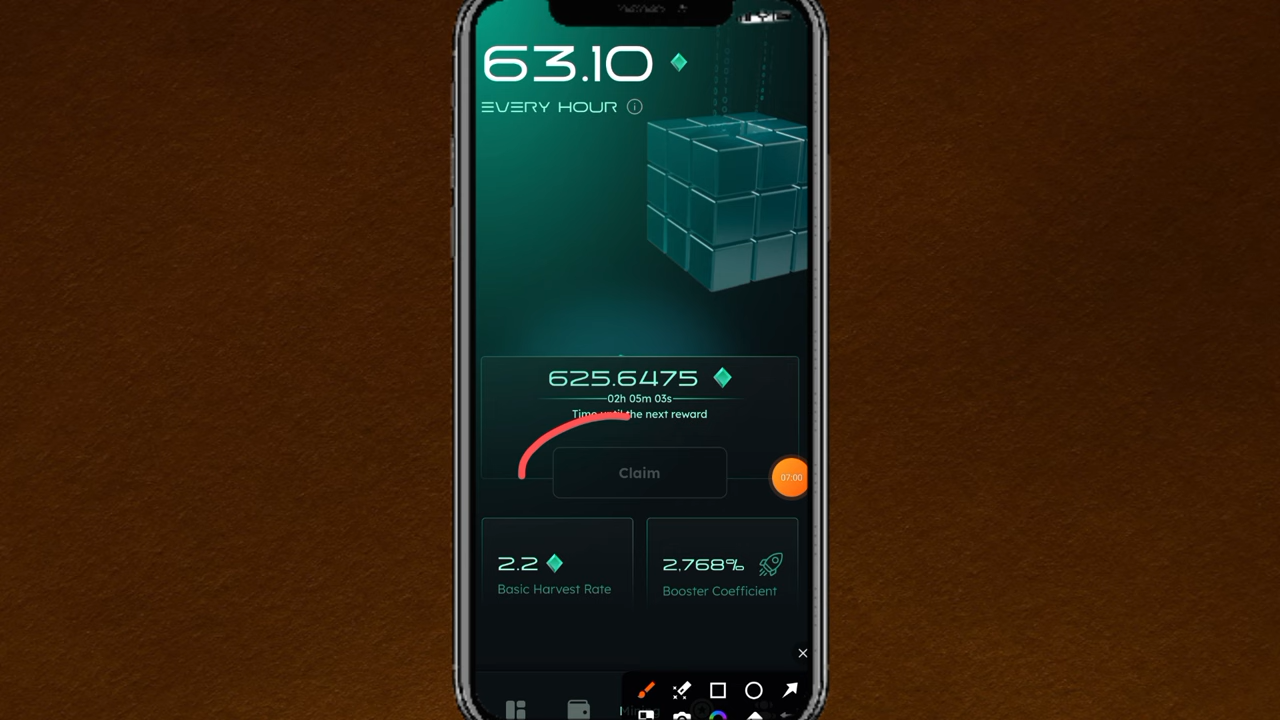 63.10
EVERY HOUR
625.6475
02h 05m 03s
Time until the next reward
Claim
07:00
2.2
2.768%
Basic Harvest Rate
Booster Coefficient